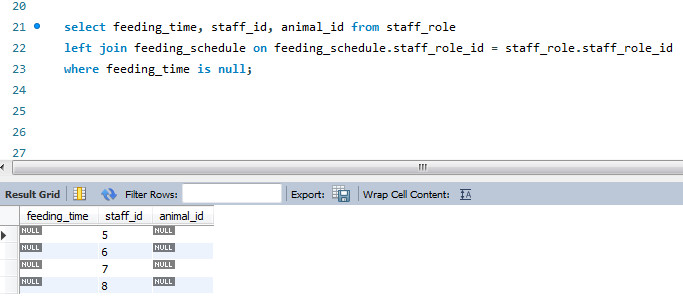 20
21 select feeding_time, staff_id, animal_id from staff_role
22 left join feeding_schedule on feeding_schedule.staff_role_id = staff_role.staff_role_id
23 where feeding_time is null;
24
25
26
27
Result Grid Filter Rows: Export: Wrap Cell Content: IA
feeding_time staff_id animal_id
NULL 5 NULL
NULL 6 NULL
NULL 7 NULL
NULL 8 NULL